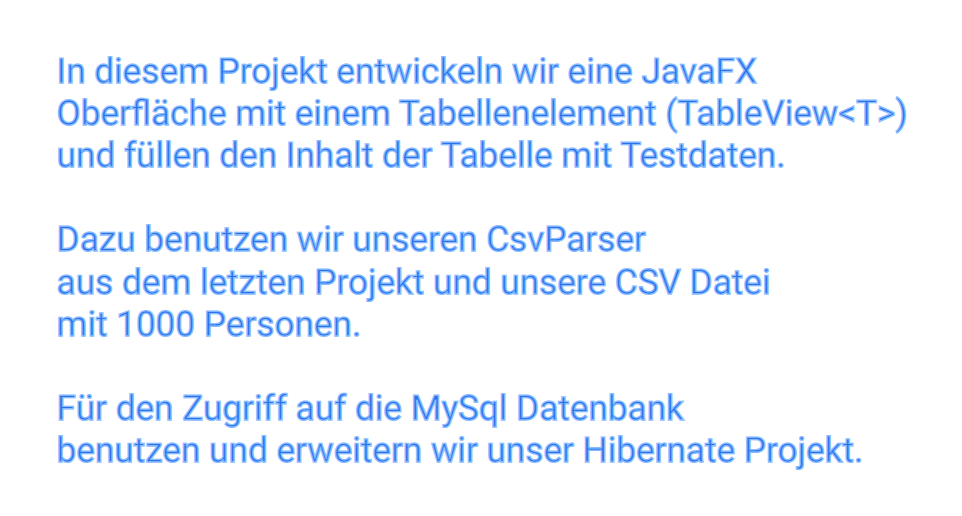 In diesem Projekt entwickeln wir eine JavaFX
Oberfläche mit einem Tabellenelement (TableView<T>)
und füllen den Inhalt der Tabelle mit Testdaten.
Dazu benutzen wir unseren CsvParser
aus dem letzten Projekt und unsere CSV Datei
mit 1000 Personen.
Für den Zugriff auf die MySql Datenbank
benutzen und erweitern wir unser Hibernate Projekt.